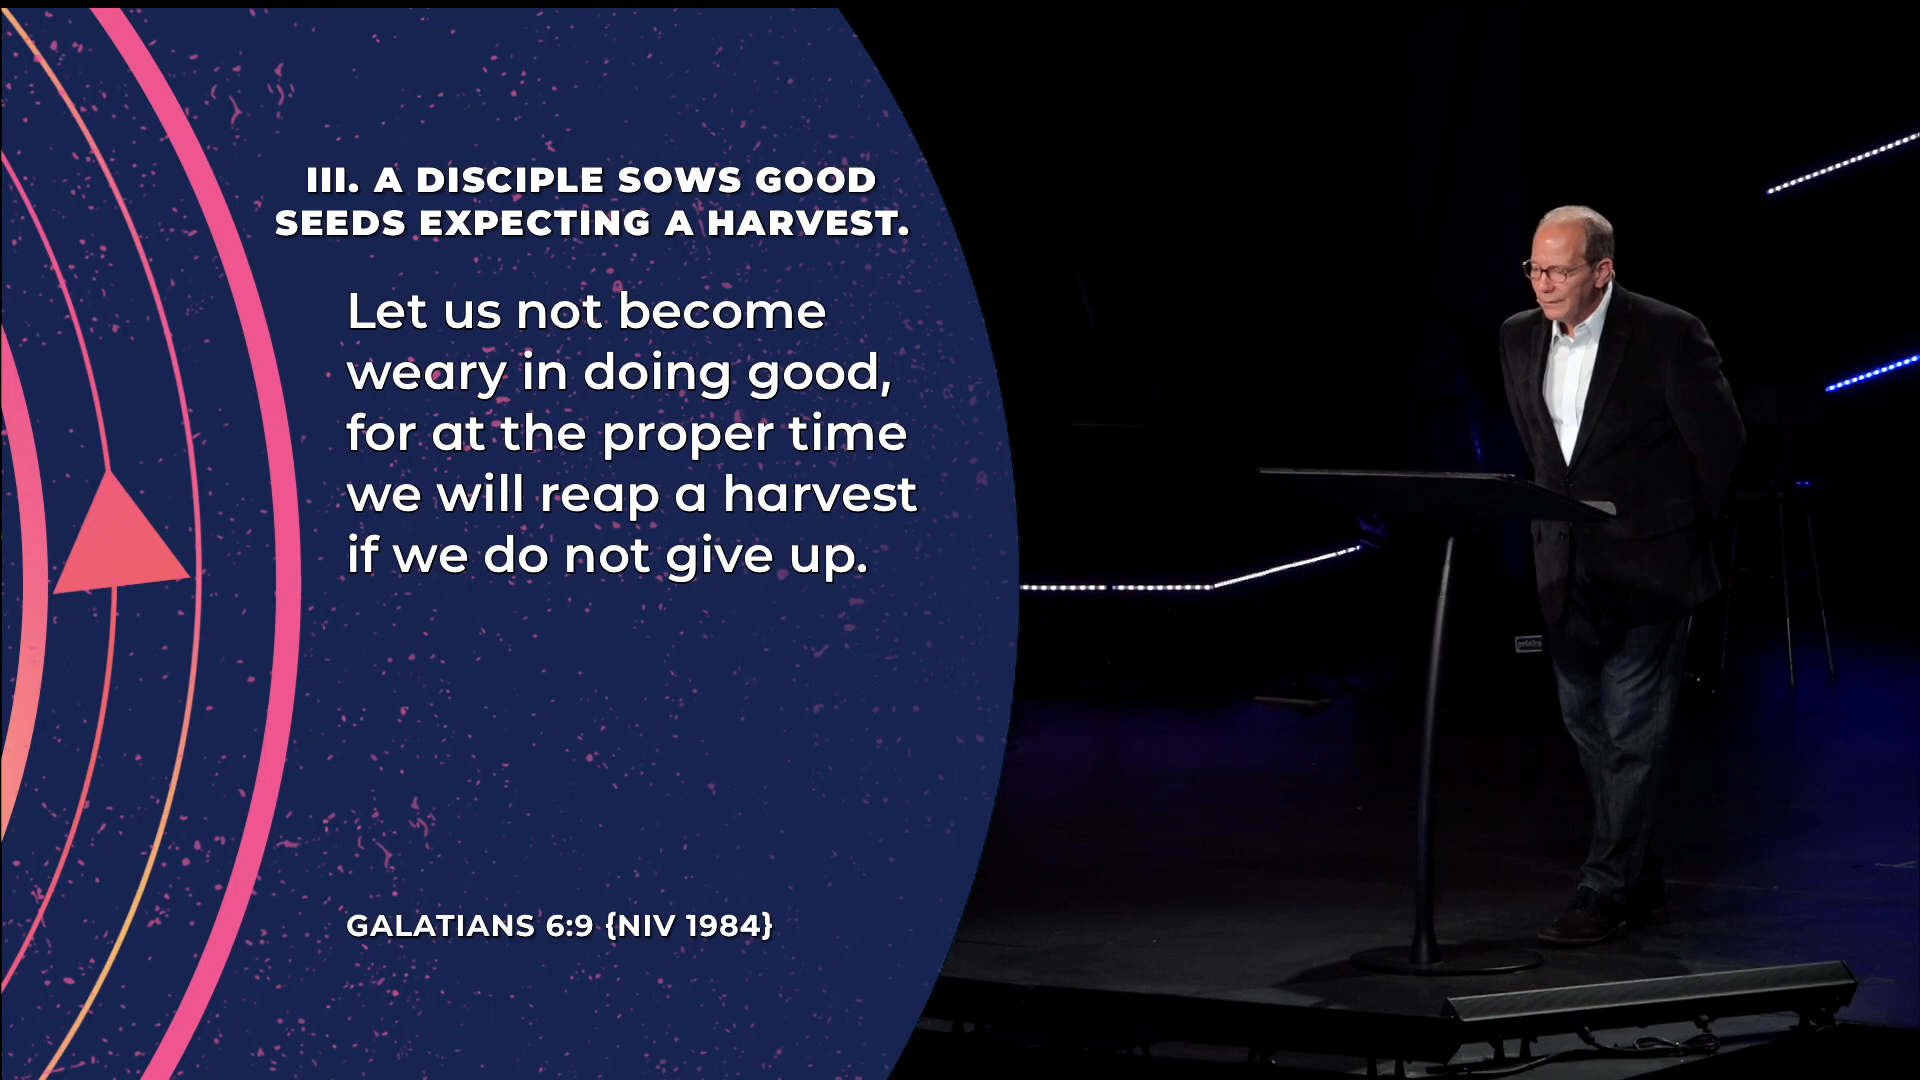 III. A DISCIPLE SOWS GOOD
SEEDS EXPECTING A HARVEST.
Let us not become
weary in doing good,
for at the proper time
we will reap a harvest
if we do not give up.
GALATIANS 6:9 {NIV 1984}